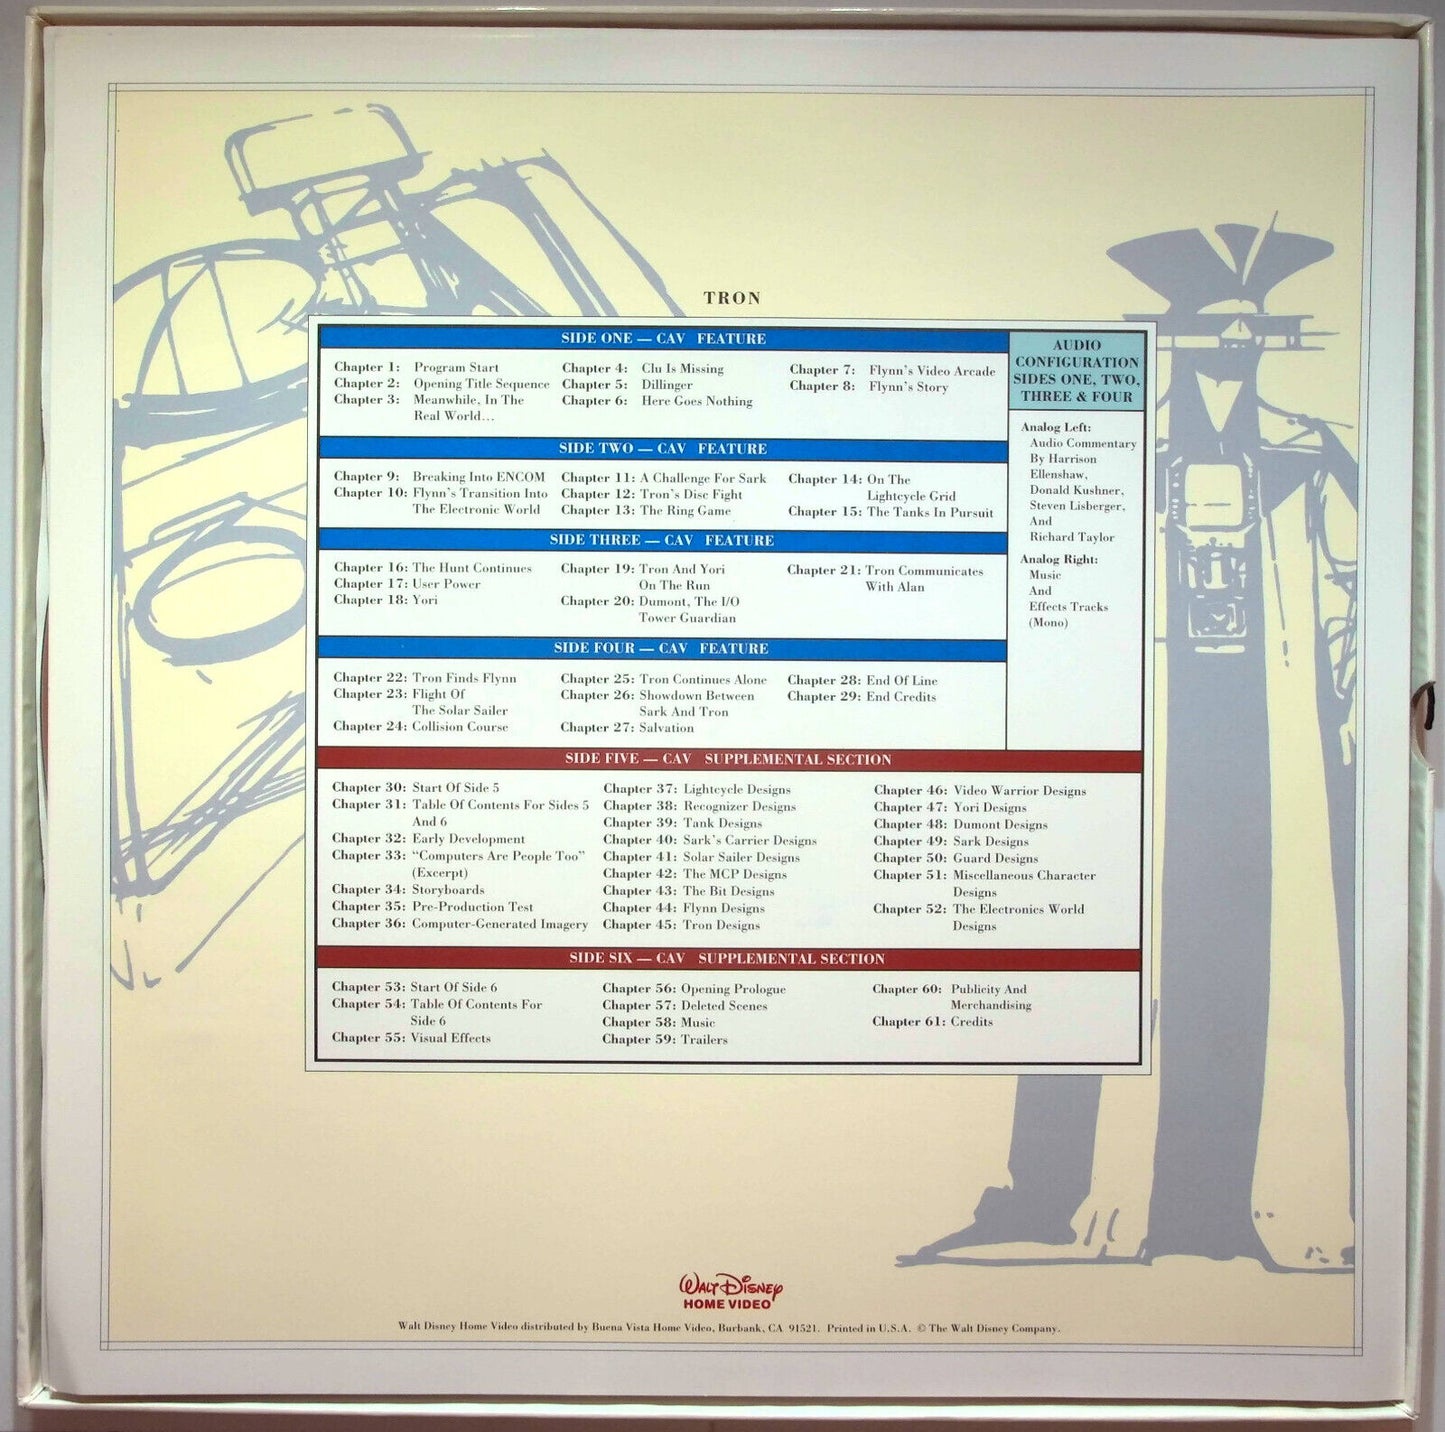 TRON
SIDE ONE — CAV FEATURE
Chapter 1: Program Start
Chapter 2: Opening Title Sequence
Chapter 3: Meanwhile, In The
Real World...
Chapter 4: Clu Is Missing
Chapter 5: Dillinger
Chapter 6: Here Goes Nothing
Chapter 7: Flynn's Video Arcade
Chapter 8: Flynn's Story
SIDE TWO — CAV FEATURE
Chapter 9: Breaking Into ENCOM
Chapter 10: Flynn's Transition Into
The Electronic World
Chapter 11: A Challenge For Sark
Chapter 12: Tron's Disc Fight
Chapter 13: The Ring Game
Chapter 14: On The
Lightcycle Grid
Chapter 15: The Tanks In Pursuit
SIDE THREE — CAV FEATURE
Chapter 16: The Hunt Continues
Chapter 17: User Power
Chapter 18: Yori
Chapter 19: Tron And Yori
On The Run
Chapter 20: Dumont, The I/O
Tower Guardian
Chapter 21: Tron Communicates
With Alan
SIDE FOUR — CAV FEATURE
Chapter 22: Tron Finds Flynn
Chapter 23: Flight Of
The Solar Sailer
Chapter 24: Collision Course
Chapter 25: Tron Continues Alone
Chapter 26: Showdown Between
Sark And Tron
Chapter 27: Salvation
Chapter 28: End Of Line
Chapter 29: End Credits
AUDIO
CONFIGURATION
SIDES ONE, TWO,
THREE & FOUR
Analog Left:
Audio Commentary
By Harrison
Ellenshaw,
Donald Kushner,
Steven Lisberger,
And
Richard Taylor
Analog Right:
Music
And
Effects Tracks
(Mono)
SIDE FIVE — CAV SUPPLEMENTAL SECTION
Chapter 30: Start Of Side 5
Chapter 31: Table Of Contents For Sides 5
And 6
Chapter 32: Early Development
Chapter 33: “Computers Are People Too”
(Excerpt)
Chapter 34: Storyboards
Chapter 35: Pre-Production Test
Chapter 36: Computer-Generated Imagery
Chapter 37: Lightcycle Designs
Chapter 38: Recognizer Designs
Chapter 39: Tank Designs
Chapter 40: Sark's Carrier Designs
Chapter 41: Solar Sailer Designs
Chapter 42: The MCP Designs
Chapter 43: The Bit Designs
Chapter 44: Flynn Designs
Chapter 45: Tron Designs
Chapter 46: Video Warrior Designs
Chapter 47: Yori Designs
Chapter 48: Dumont Designs
Chapter 49: Sark Designs
Chapter 50: Guard Designs
Chapter 51: Miscellaneous Character
Designs
Chapter 52: The Electronics World
Designs
SIDE SIX — CAV SUPPLEMENTAL SECTION
Chapter 53: Start Of Side 6
Chapter 54: Table Of Contents For
Side 6
Chapter 55: Visual Effects
Chapter 56: Opening Prologue
Chapter 57: Deleted Scenes
Chapter 58: Music
Chapter 59: Trailers
Chapter 60: Publicity And
Merchandising
Chapter 61: Credits
WALT DISNEY
HOME VIDEO
Walt Disney Home Video distributed by Buena Vista Home Video, Burbank, CA 91521. Printed in U.S.A. © The Walt Disney Company.